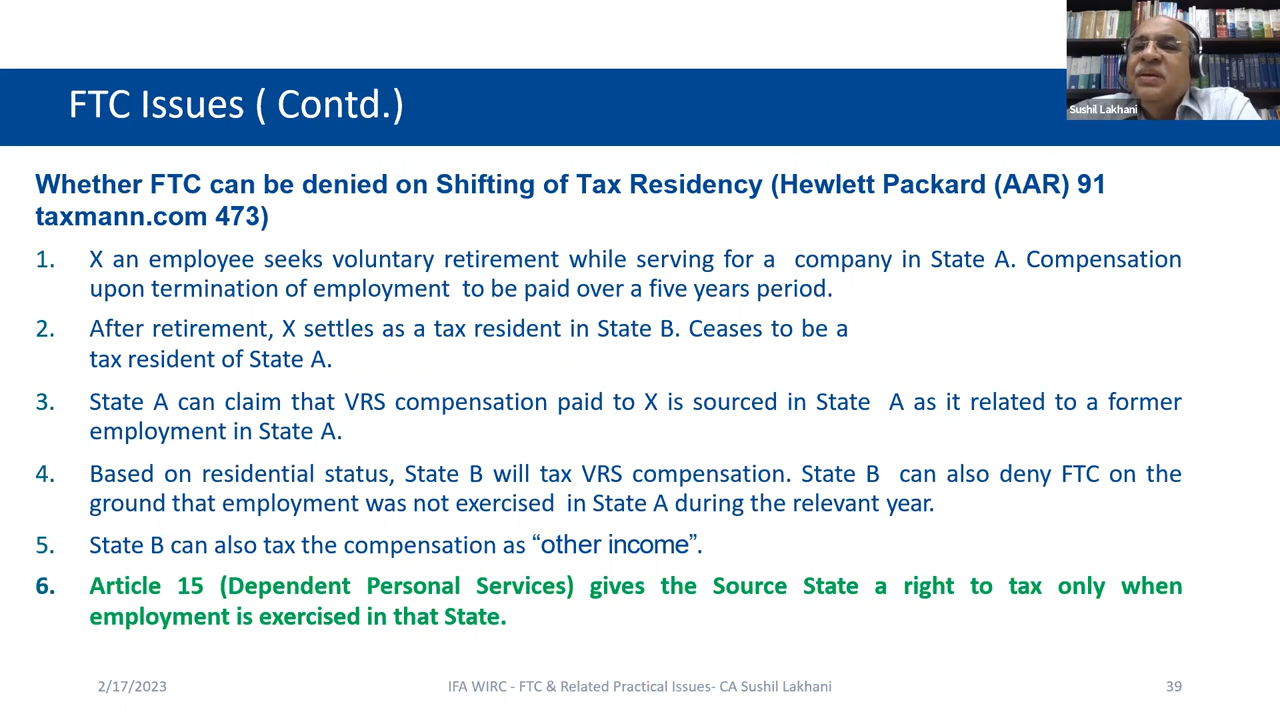 FTC Issues ( Contd.)
Sushil Lakhani
Whether FTC can be denied on Shifting of Tax Residency (Hewlett Packard (AAR) 91
taxmann.com 473)
1. X an employee seeks voluntary retirement while serving for a company in State A. Compensation
upon termination of employment to be paid over a five years period.
2. After retirement, X settles as a tax resident in State B. Ceases to be a
tax resident of State A.
3. State A can claim that VRS compensation paid to X is sourced in State A as it related to a former
employment in State A.
4. Based on residential status, State B will tax VRS compensation. State B can also deny FTC on the
ground that employment was not exercised in State A during the relevant year.
5. State B can also tax the compensation as “other income”.
6. Article 15 (Dependent Personal Services) gives the Source State a right to tax only when
employment is exercised in that State.
2/17/2023 IFA WIRC - FTC & Related Practical Issues- CA Sushil Lakhani 39